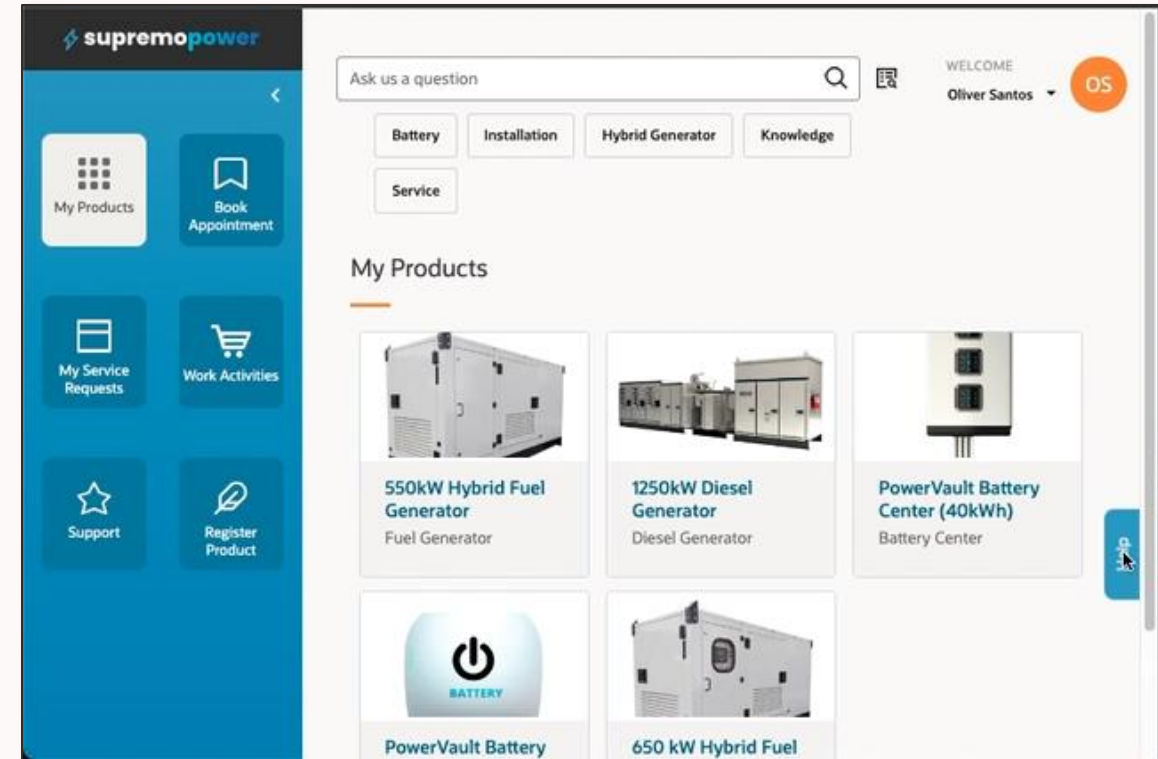 supremopower
Ask us a question
WELCOME
Oliver Santos
OS
Battery
Installation
Hybrid Generator
Knowledge
Service
My Products
Book
Appointment
My Service
Requests
Work Activities
Support
Register
Product
My Products
550kW Hybrid Fuel
Generator
Fuel Generator
1250kW Diesel
Generator
Diesel Generator
PowerVault Battery
Center (40kWh)
Battery Center
Help
BATTERY
PowerVault Battery
650 kW Hybrid Fuel